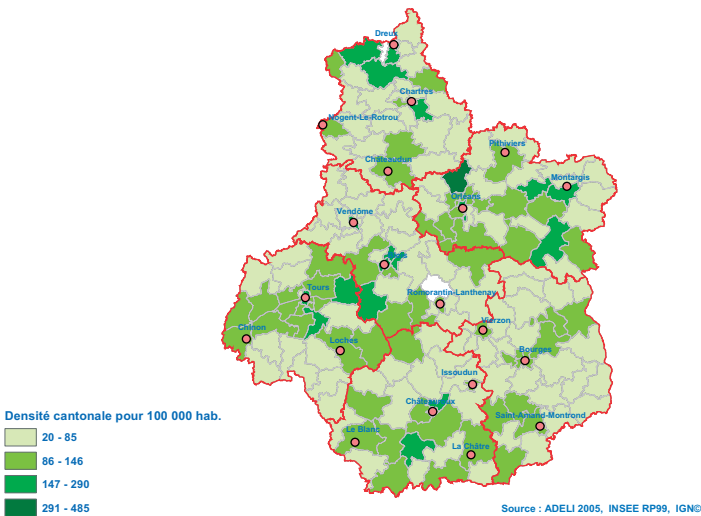 Dreux
Chartres
Nogent-Le-Rotrou
Pithiviers
Châteaudun
Montargis
Orléans
Vendôme
Blois
Tours
Romorantin-Lanthenay
Vierzon
Chinon
Loches
Bourges
Issoudun
Châteauroux
Saint-Amand-Montrond
Le Blanc
La Châtre
Densité cantonale pour 100 000 hab.
20 - 85
86 - 146
147 - 290
291 - 485
Source : ADELI 2005, INSEE RP99, IGN©